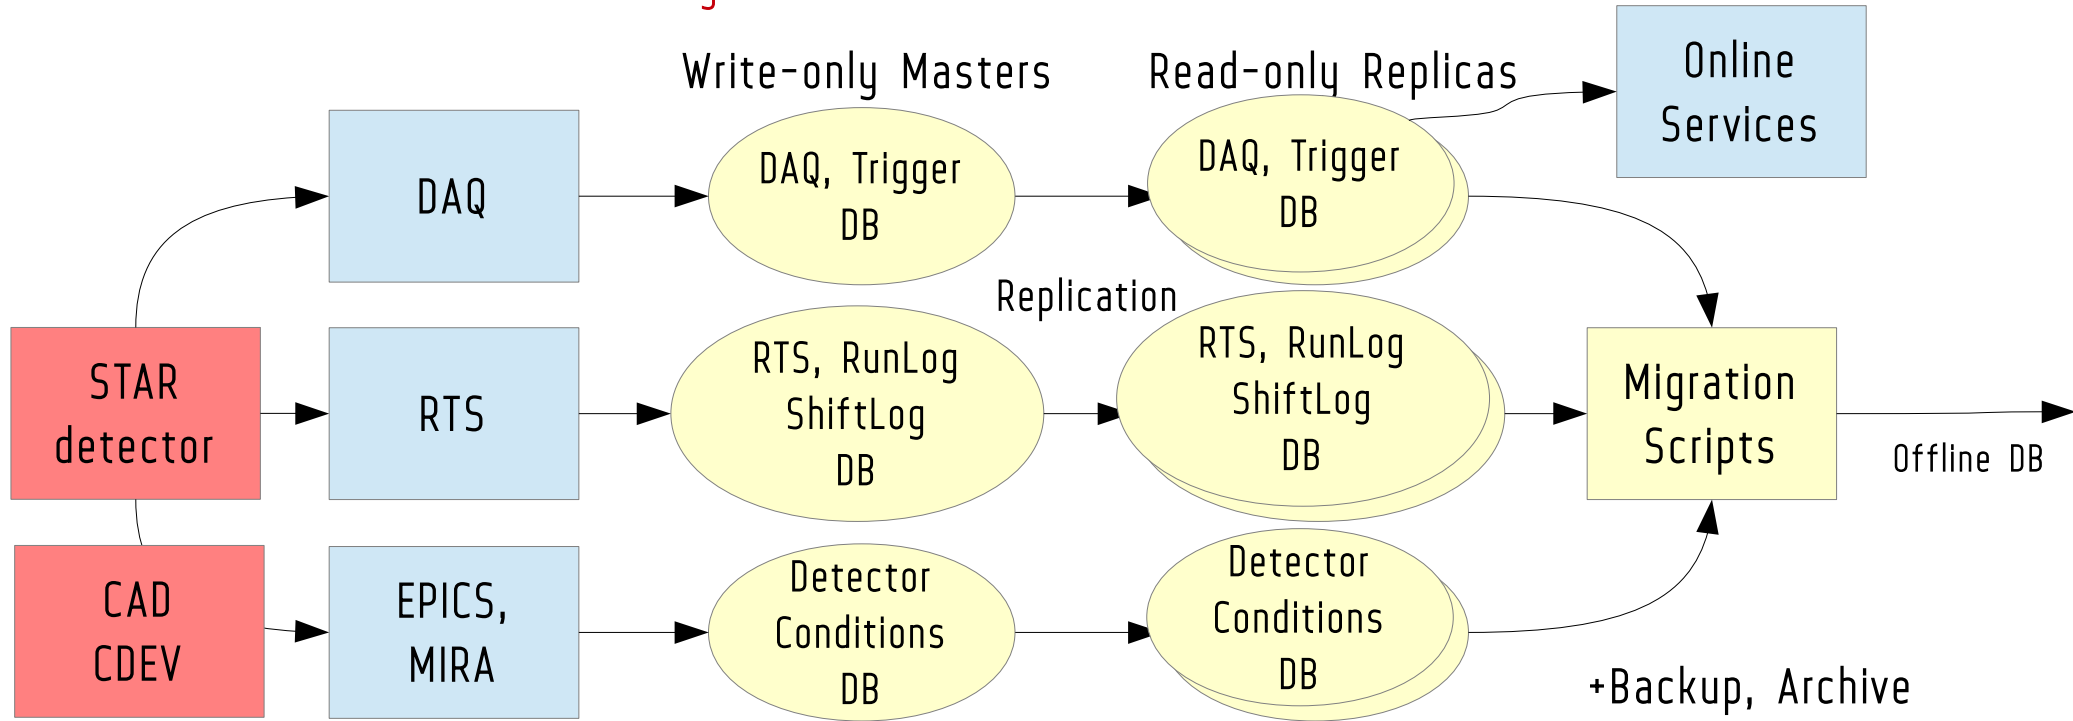 Write-only Masters
Read-only Replicas
Online
Services
DAQ
DAQ, Trigger
DB
DAQ, Trigger
DB
Replication
STAR
detector
RTS
RTS, RunLog
ShiftLog
DB
RTS, RunLog
ShiftLog
DB
Migration
Scripts
Offline DB
CAD
CDEV
EPICS,
MIRA
Detector
Conditions
DB
Detector
Conditions
DB
+Backup, Archive